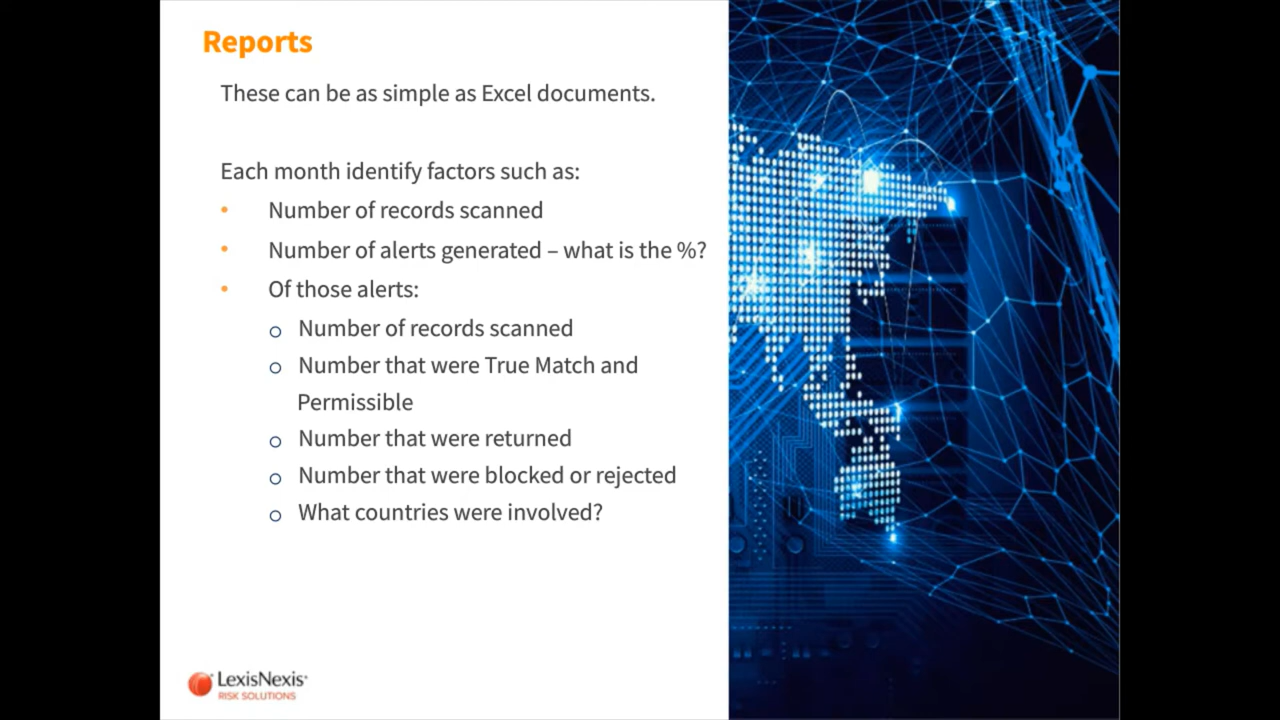 Reports
These can be as simple as Excel documents.
Each month identify factors such as:
• Number of records scanned
• Number of alerts generated – what is the %?
• Of those alerts:
o Number of records scanned
o Number that were True Match and
Permissible
o Number that were returned
o Number that were blocked or rejected
o What countries were involved?
LexisNexis®
RISK SOLUTIONS